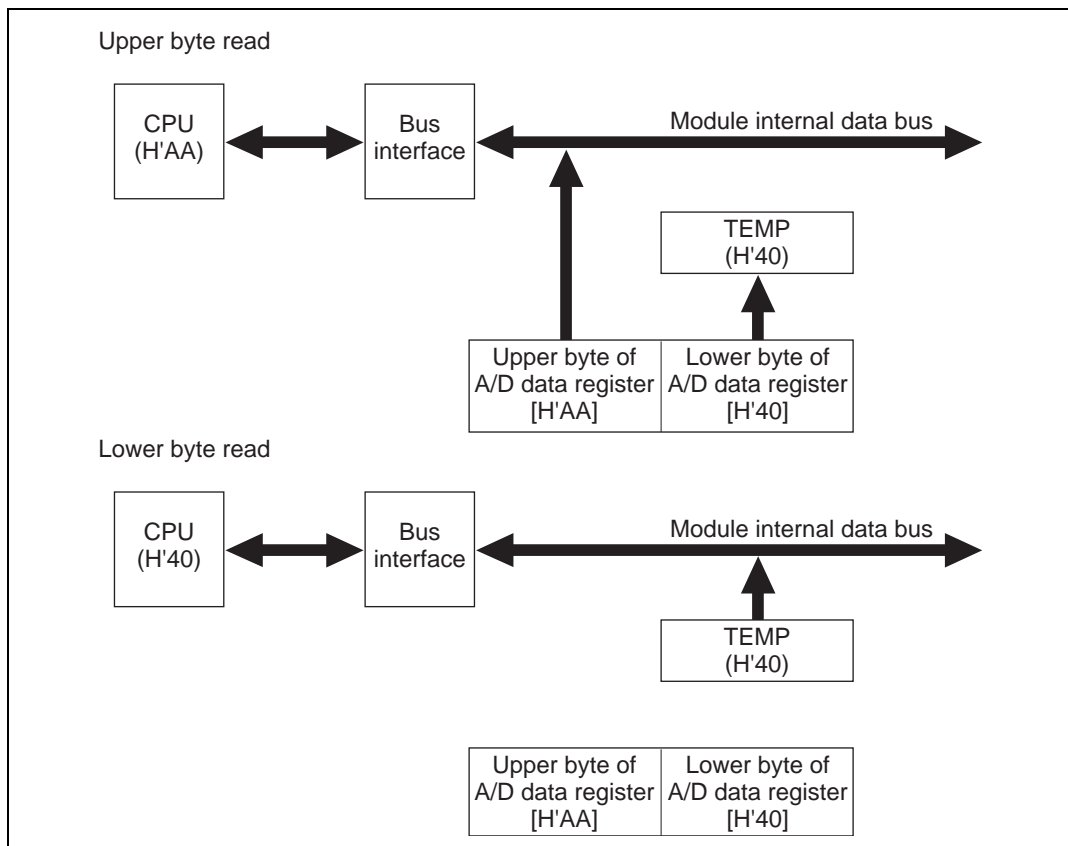 Upper byte read
CPU
(H'AA)
Bus
interface
Module internal data bus
TEMP
(H'40)
Upper byte of
A/D data register
[H'AA]
Lower byte of
A/D data register
[H'40]
Lower byte read
CPU
(H'40)
Bus
interface
Module internal data bus
TEMP
(H'40)
Upper byte of
A/D data register
[H'AA]
Lower byte of
A/D data register
[H'40]